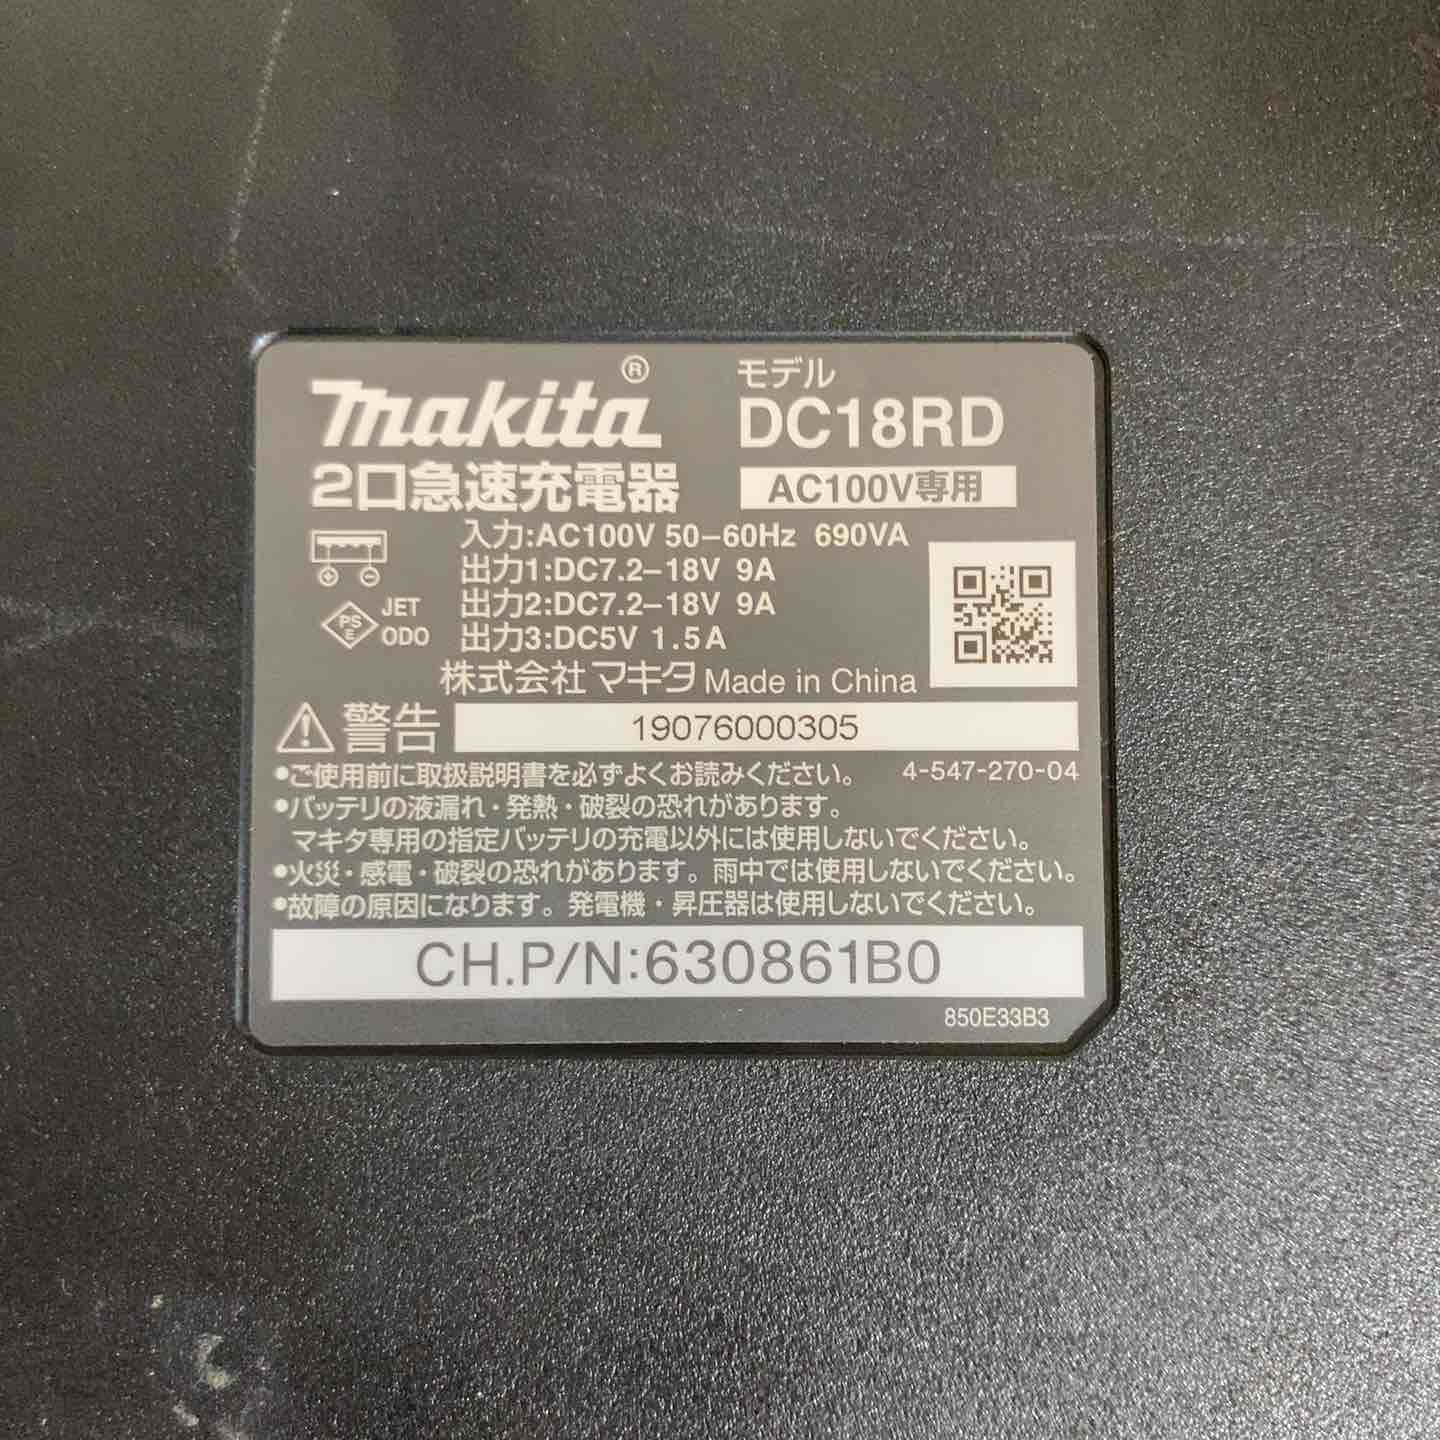 makita®
モデル
DC18RD
2口急速充電器
AC100V専用
入力:AC100V 50-60Hz 690VA
出力1:DC7.2-18V 9A
出力2:DC7.2-18V 9A
出力3:DC5V 1.5A
PS
E
JET
ODO
株式会社マキタ Made in China
警告
19076000305
•ご使用前に取扱説明書を必ずよくお読みください。 4-547-270-04
•バッテリの液漏れ・発熱・破裂の恐れがあります。
マキタ専用の指定バッテリの充電以外には使用しないでください。
•火災・感電・破裂の恐れがあります。雨中では使用しないでください。
•故障の原因になります。発電機・昇圧器は使用しないでください。
CH.P/N:630861B0
850E33B3